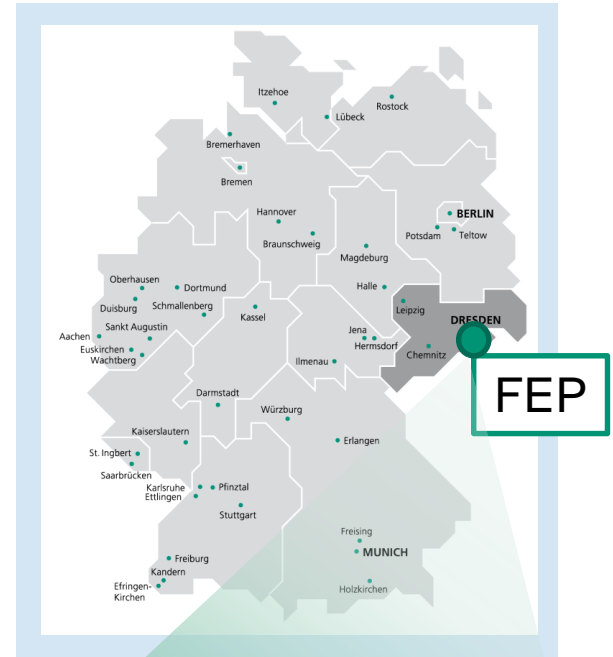 Itzehoe
Rostock
Lübeck
Bremerhaven
Bremen
Hannover
BERLIN
Potsdam
Teltow
Braunschweig
Magdeburg
Oberhausen
Dortmund
Halle
Duisburg
Schmallenberg
Kassel
Leipzig
DRESDEN
Sankt Augustin
Aachen
Jena
Hermsdorf
Euskirchen
Chemnitz
Wachtberg
Ilmenau
FEP
Darmstadt
Würzburg
Kaiserslautern
Erlangen
St. Ingbert
Saarbrücken
Karlsruhe
Pfinztal
Ettlingen
Stuttgart
Freising
MUNICH
Freiburg
Kandern
Efringen-
Kirchen
Holzkirchen